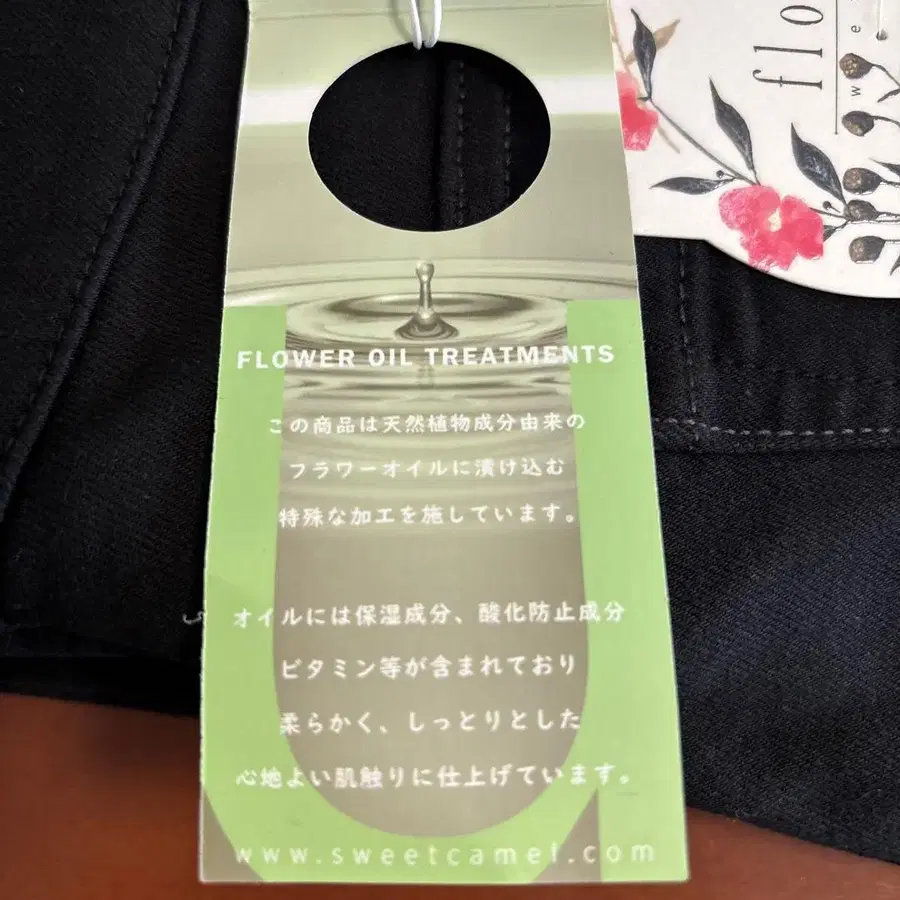 FLOWER OIL TREATMENTS
この商品は天然植物成分由来の
フラワーオイルに漬け込む
特殊な加工を施しています。
オイルには保湿成分、酸化防止成分
ビタミン等が含まれており
柔らかく、しっとりとした
心地よい肌触りに仕上げています。
www.sweetcamel.com
flo
we